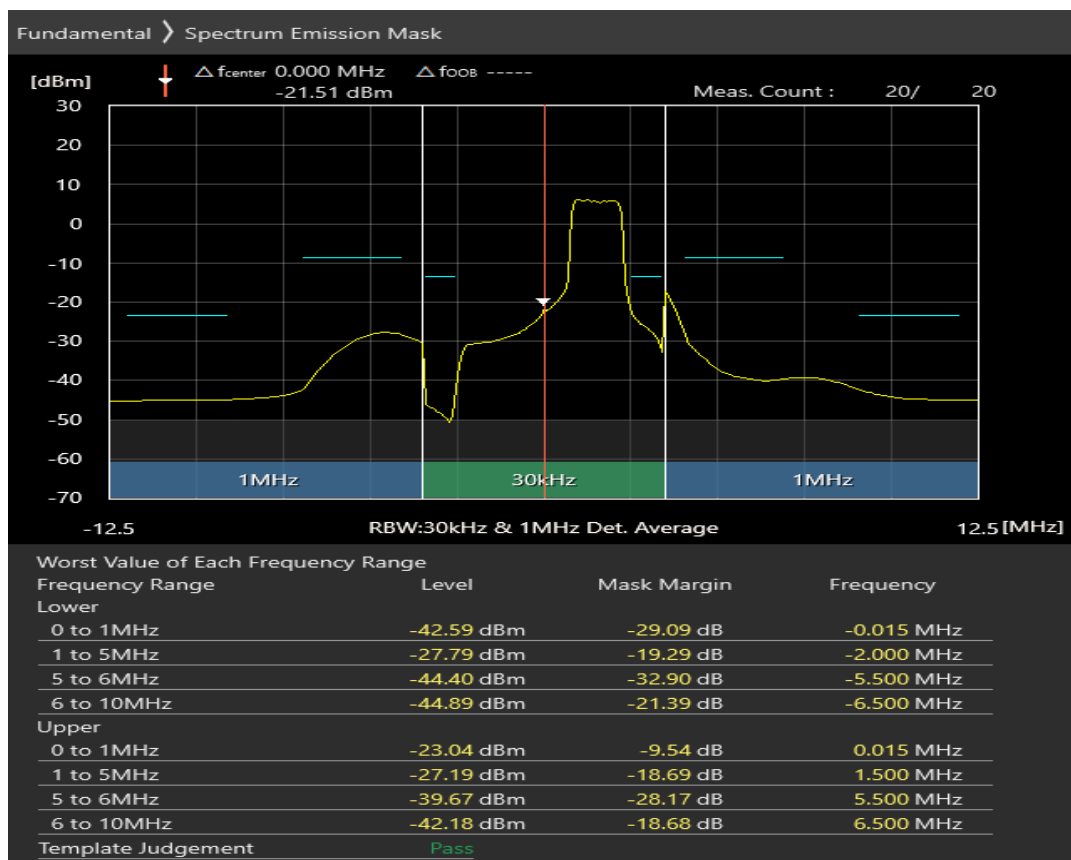 Fundamental ❯ Spectrum Emission Mask
[dBm] △ fcenter 0.000 MHz △ fOOB -----
-21.51 dBm Meas. Count : 20/ 20
30
20
10
0
-10
-20
-30
-40
-50
-60
-70
1MHz 30kHz 1MHz
-12.5 RBW:30kHz & 1MHz Det. Average 12.5 [MHz]
Worst Value of Each Frequency Range
Frequency Range Level Mask Margin Frequency
Lower
0 to 1MHz -42.59 dBm -29.09 dB -0.015 MHz
1 to 5MHz -27.79 dBm -19.29 dB -2.000 MHz
5 to 6MHz -44.40 dBm -32.90 dB -5.500 MHz
6 to 10MHz -44.89 dBm -21.39 dB -6.500 MHz
Upper
0 to 1MHz -23.04 dBm -9.54 dB 0.015 MHz
1 to 5MHz -27.19 dBm -18.69 dB 1.500 MHz
5 to 6MHz -39.67 dBm -28.17 dB 5.500 MHz
6 to 10MHz -42.18 dBm -18.68 dB 6.500 MHz
Template Judgement Pass